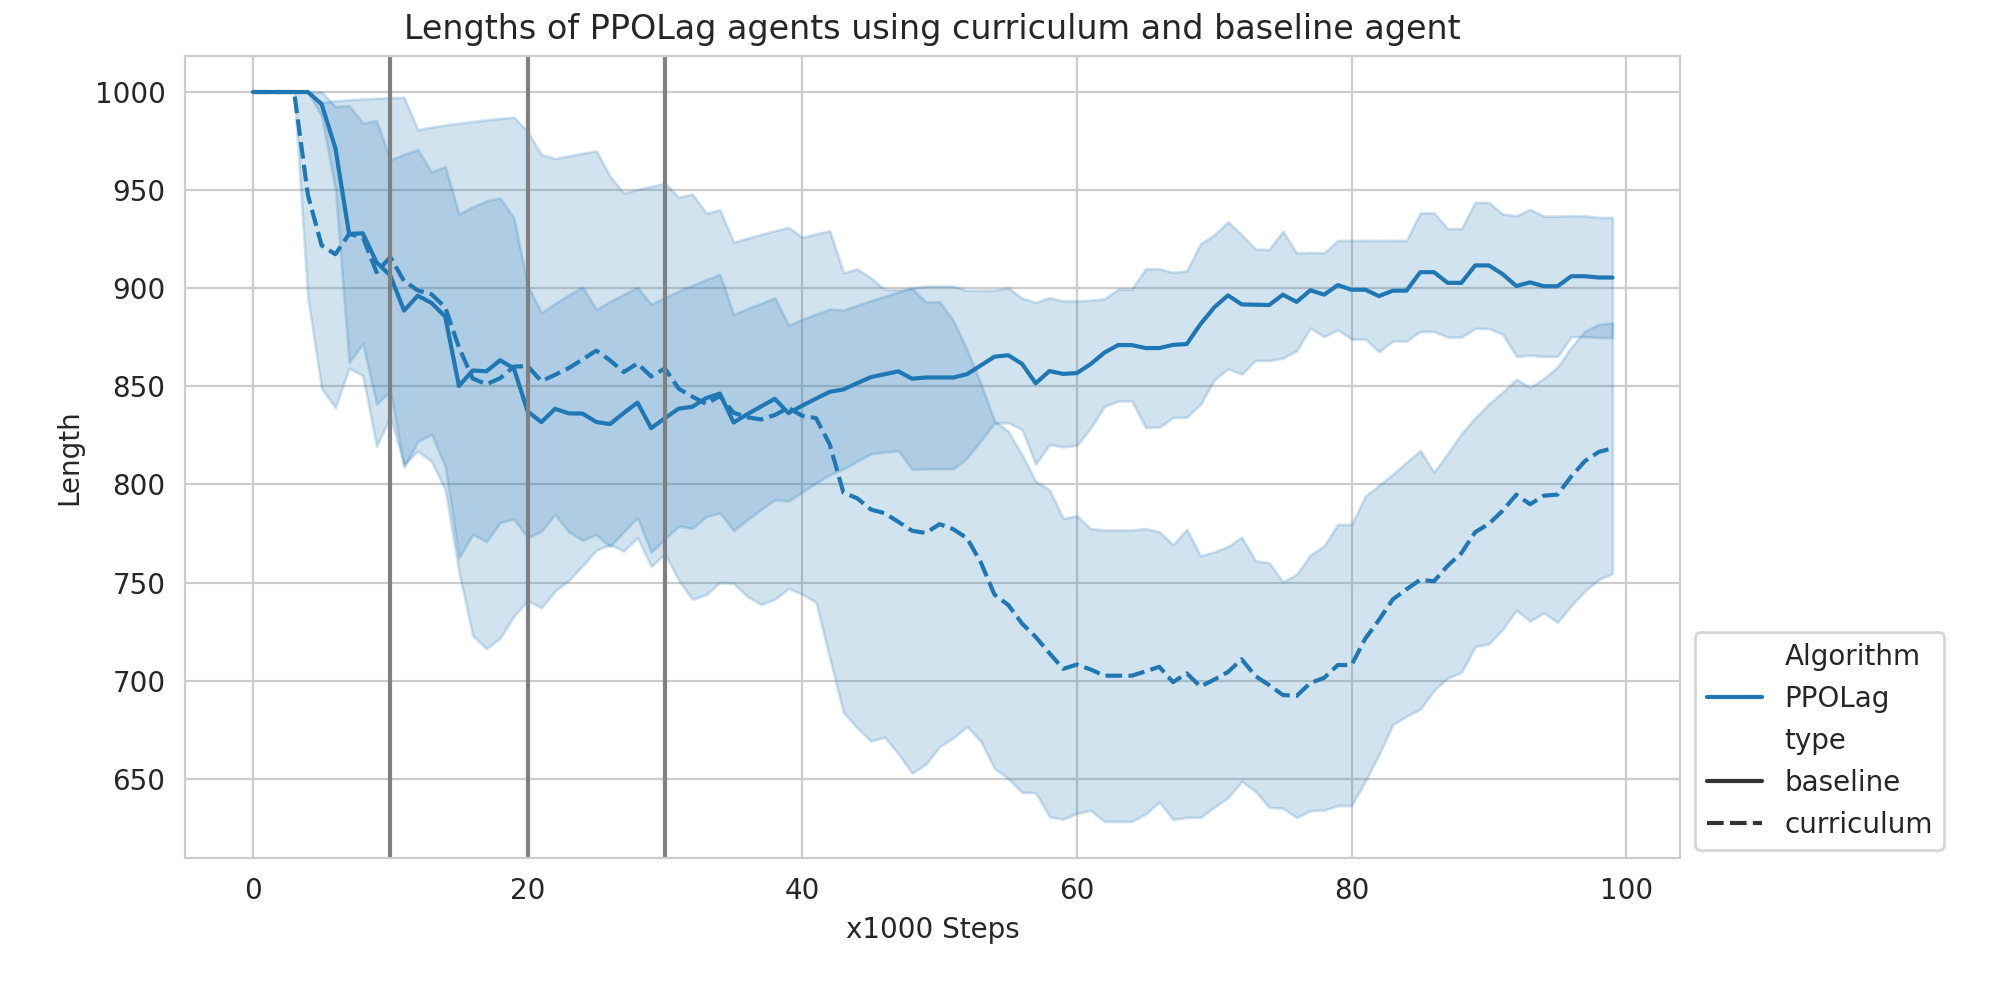 Lengths of PPOLag agents using curriculum and baseline agent
Length
1000
950
900
850
800
750
700
650
0 20 40 60 80 100
x1000 Steps
Algorithm
PPOLag
type
baseline
curriculum